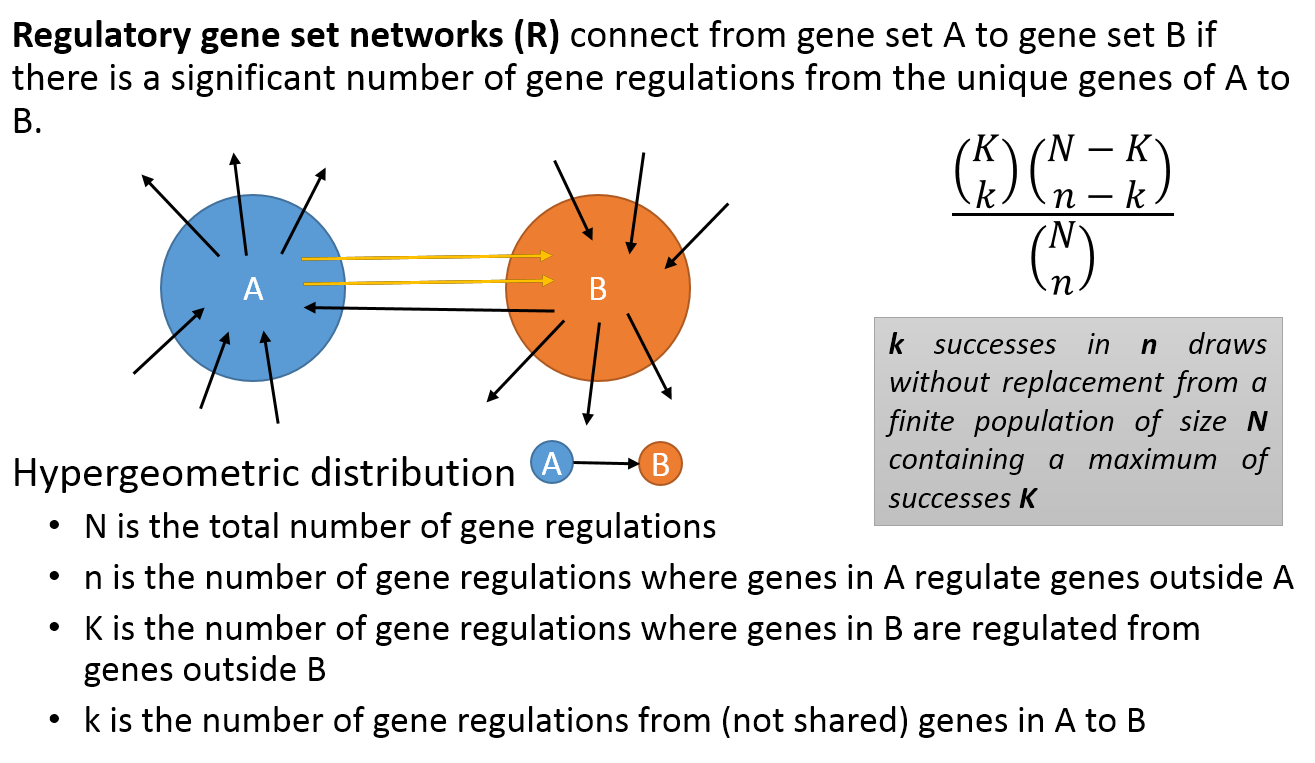 Regulatory gene set networks (R) connect from gene set A to gene set B if
there is a significant number of gene regulations from the unique genes of A to
B.
A
B
(K k) (N − K n − k)
(N n)
k successes in n draws
without replacement from a
finite population of size N
containing a maximum of
successes K
Hypergeometric distribution
A
B
• N is the total number of gene regulations
• n is the number of gene regulations where genes in A regulate genes outside A
• K is the number of gene regulations where genes in B are regulated from
genes outside B
• k is the number of gene regulations from (not shared) genes in A to B